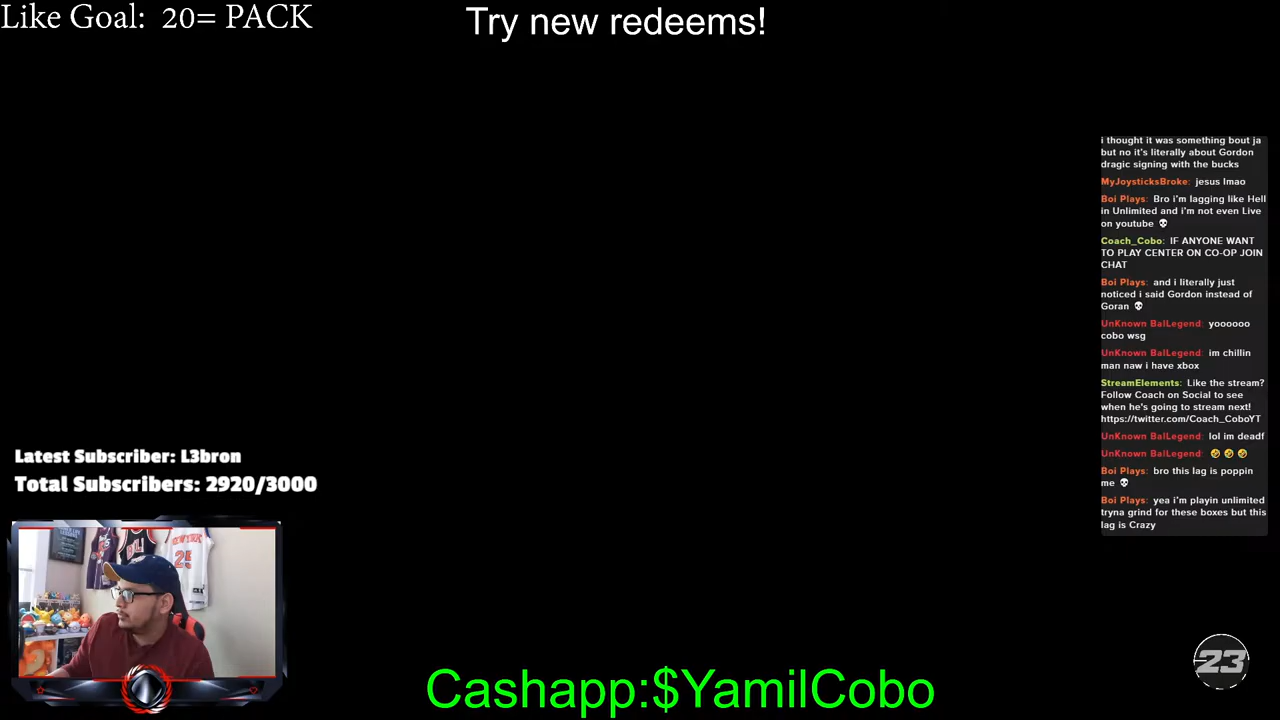 Like Goal:  20= PACK
Try new redeems!
i thought it was something bout ja
but no it's literally about Gordon
dragic signing with the bucks
MyJoysticksBroke: jesus lmao
Boi Plays: Bro i'm lagging like Hell
in Unlimited and i'm not even Live
on youtube 💀
Coach_Cobo: IF ANYONE WANT
TO PLAY CENTER ON CO-OP JOIN
CHAT
Boi Plays: and i literally just
noticed i said Gordon instead of
Goran 💀
UnKnown BalLegend: yoooooo
cobo wsg
UnKnown BalLegend: im chillin
man naw i have xbox
StreamElements: Like the stream?
Follow Coach on Social to see
when he's going to stream next!
https://twitter.com/Coach_CoboYT
UnKnown BalLegend: lol im deadf
UnKnown BalLegend: 🤣 🤣 🤣
Boi Plays: bro this lag is poppin
me 💀
Boi Plays: yea i'm playin unlimited
tryna grind for these boxes but this
lag is Crazy
Latest Subscriber: L3bron
Total Subscribers: 2920/3000
25
23
Cashapp:$YamilCobo